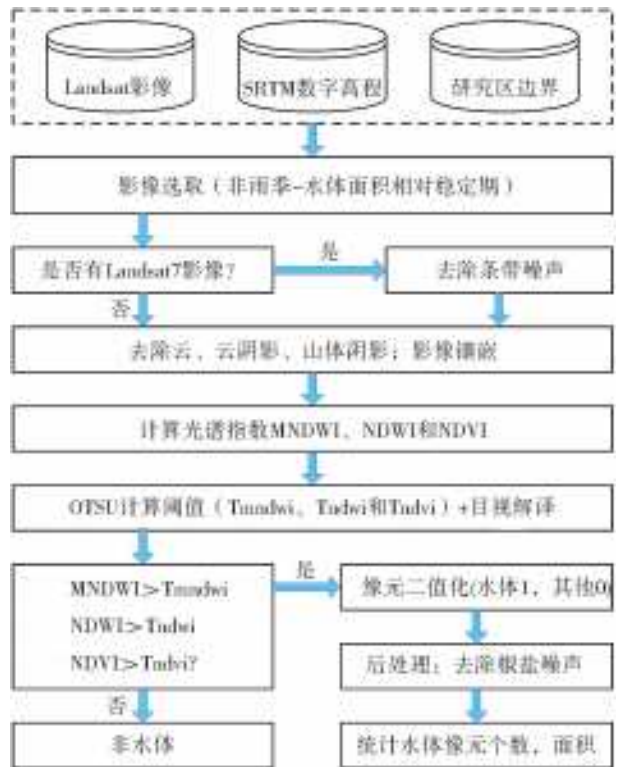 Landsat影像
SRTM数字高程
研究区边界
影像选取（非雨季-水体面积相对稳定期）
是否有Landsat7影像?
是
去除条带噪声
否
去除云、云阴影、山体阴影；影像镶嵌
计算光谱指数MNDWI、NDWI和NDVI
OTSU计算阈值（Tmndwi、Tndwi和Tndvi）+目视解译
MNDWI>Tmndwi
NDWI>Tndwi
NDVI>Tndvi?
是
像元二值化(水体1，其他0)
后处理：去除椒盐噪声
否
非水体
统计水体像元个数，面积